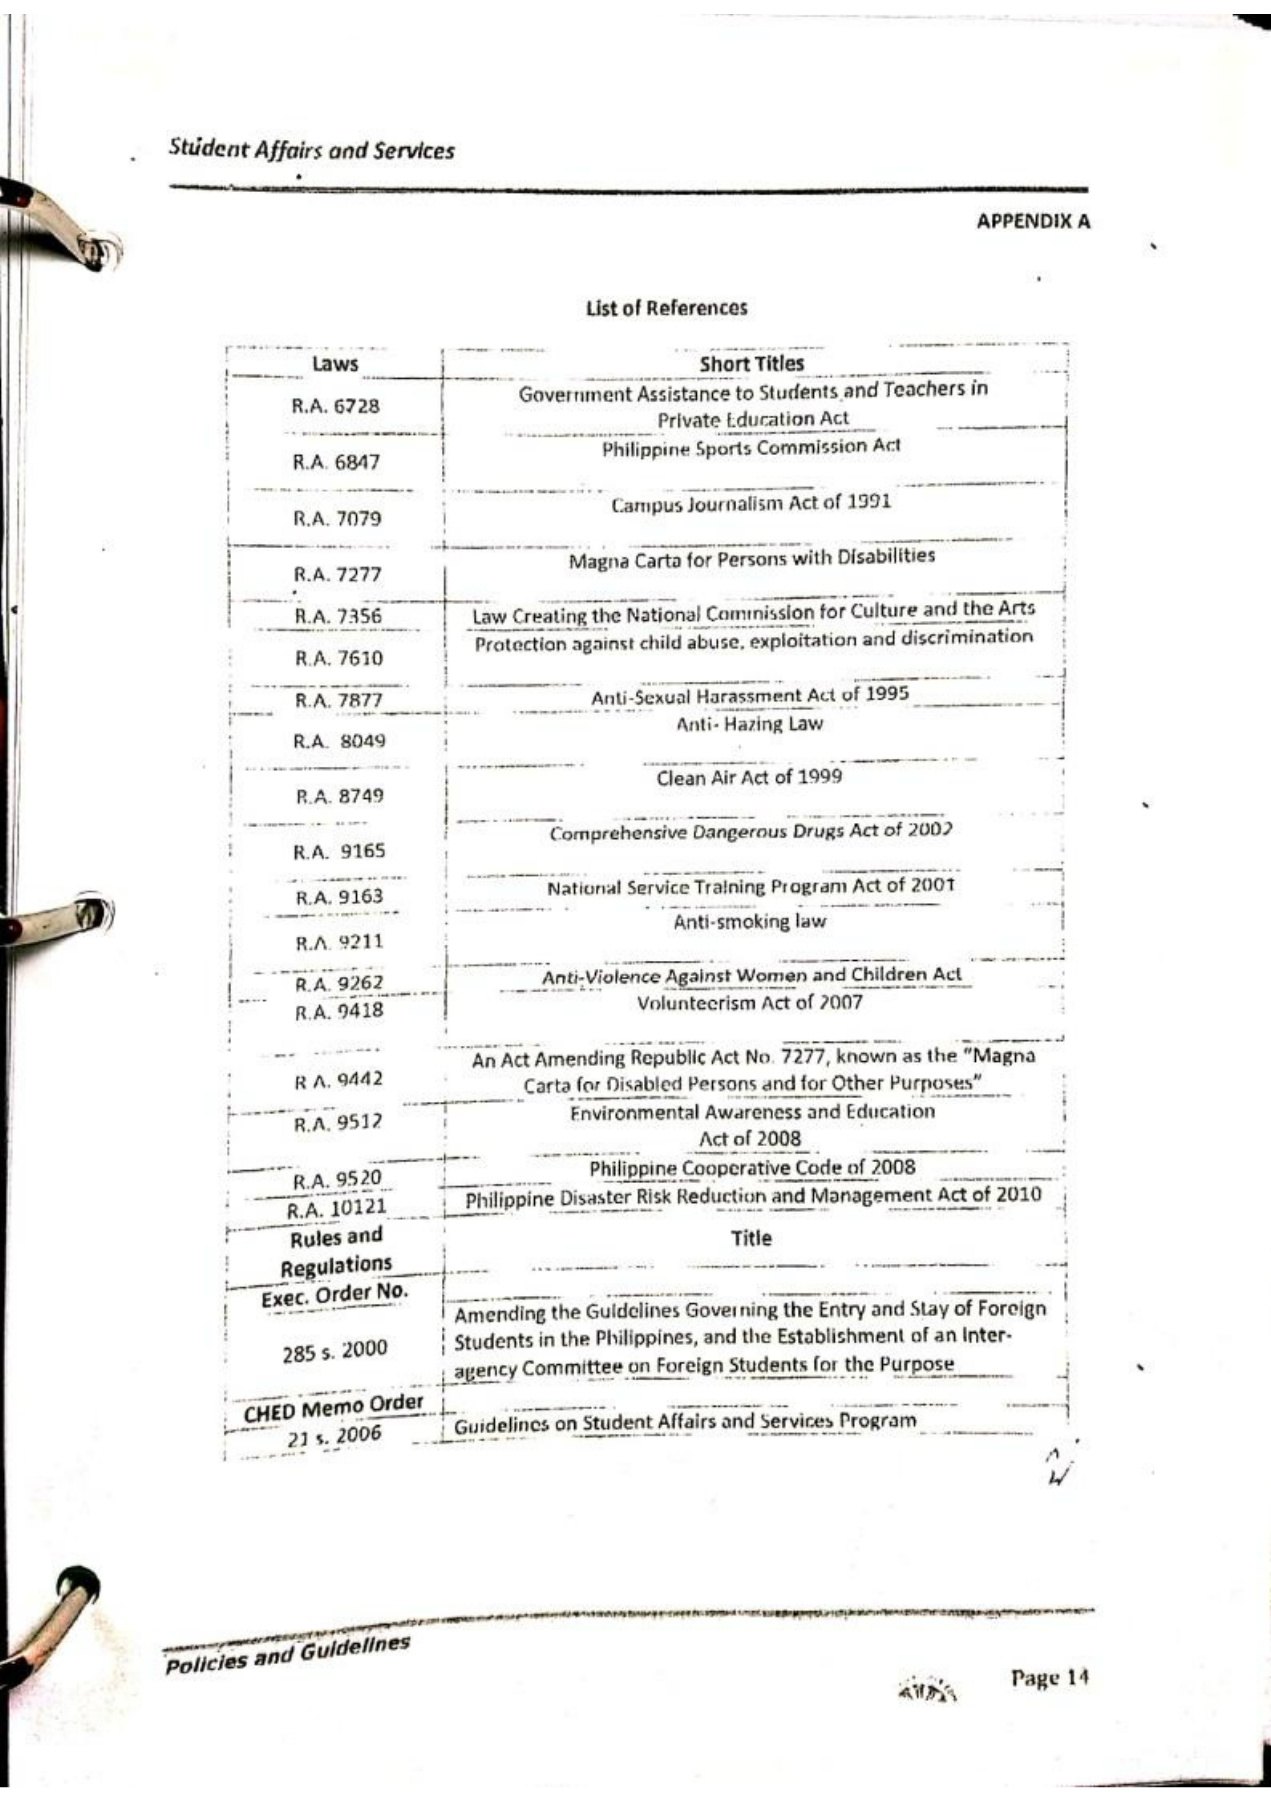 Student Affairs and Services
APPENDIX A
List of References
Laws Short Titles
R.A. 6728 Government Assistance to Students and Teachers in
Private Education Act
R.A. 6847 Philippine Sports Commission Act
R.A. 7079 Campus Journalism Act of 1991
R.A. 7277 Magna Carta for Persons with Disabilities
R.A. 7356 Law Creating the National Commission for Culture and the Arts
R.A. 7610 Protection against child abuse, exploitation and discrimination
R.A. 7877 Anti-Sexual Harassment Act of 1995
R.A. 8049 Anti- Hazing Law
R.A. 8749 Clean Air Act of 1999
R.A. 9165 Comprehensive Dangerous Drugs Act of 2002
R.A. 9163 National Service Training Program Act of 2001
R.A. 9211 Anti-smoking law
R.A. 9262 Anti-Violence Against Women and Children Act
R.A. 9418 Volunteerism Act of 2007
R.A. 9442 An Act Amending Republic Act No. 7277, known as the "Magna
Carta for Disabled Persons and for Other Purposes"
R.A. 9512 Environmental Awareness and Education
Act of 2008
R.A. 9520 Philippine Cooperative Code of 2008
R.A. 10121 Philippine Disaster Risk Reduction and Management Act of 2010
Rules and
Regulations Title
Exec. Order No.
285 s. 2000
Amending the Guidelines Governing the Entry and Stay of Foreign
Students in the Philippines, and the Establishment of an Inter-
agency Committee on Foreign Students for the Purpose
CHED Memo Order
21 s. 2006 Guidelines on Student Affairs and Services Program
Policies and Guidelines
Page 14